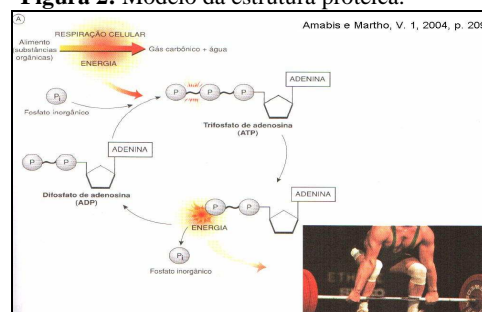 Figura 2: Modelo da estrutura protéica.
A
Amabis e Martho, V. 1, 2004, p. 209
RESPIRAÇÃO CELULAR
Alimento
(substâncias
orgânicas)
ENERGIA
Gás carbônico + água
Pi
Fosfato inorgânico
P P P
ADENINA
Trifosfato de adenosina
(ATP)
ADENINA
P P
Difosfato de adenosina
(ADP)
P P
ADENINA
ENERGIA
Pi
Fosfato inorgânico